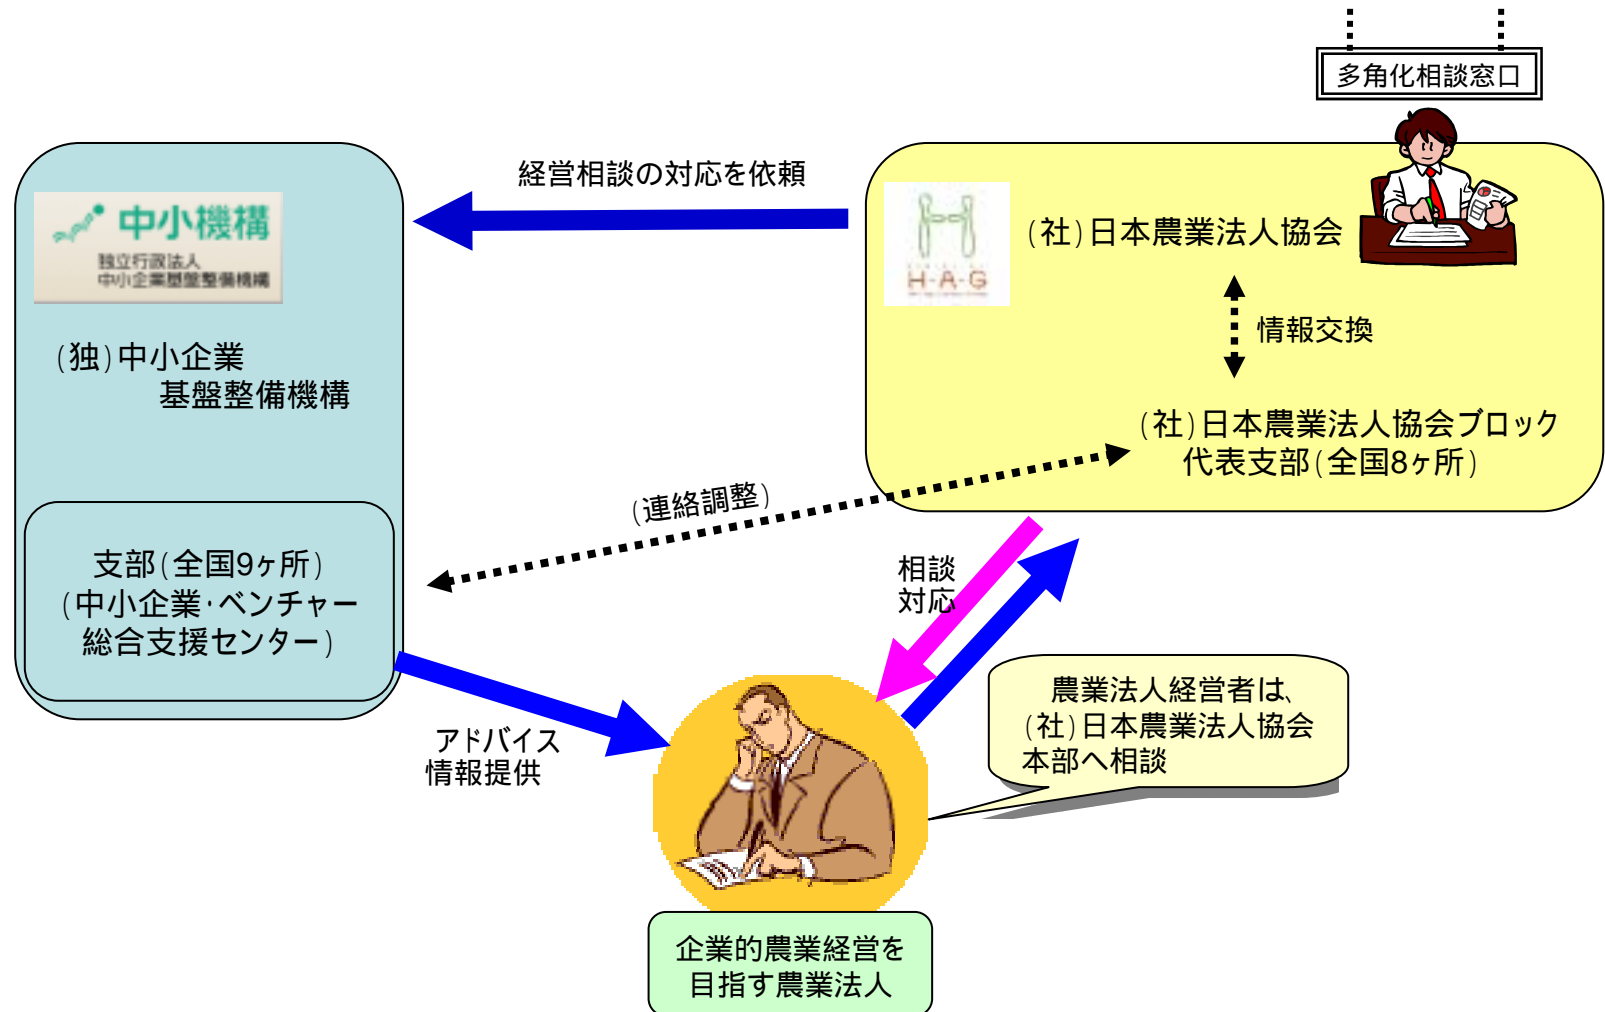 多角化相談窓口
経営相談の対応を依頼
中小機構
独立行政法人
中小企業基盤整備機構
(独)中小企業
基盤整備機構
H-A-G
(社)日本農業法人協会
情報交換
(社)日本農業法人協会ブロック
代表支部(全国8ヶ所)
(連絡調整)
支部(全国9ヶ所)
(中小企業・ベンチャー
総合支援センター)
相談
対応
アドバイス
情報提供
農業法人経営者は、
(社)日本農業法人協会
本部へ相談
企業的農業経営を
目指す農業法人